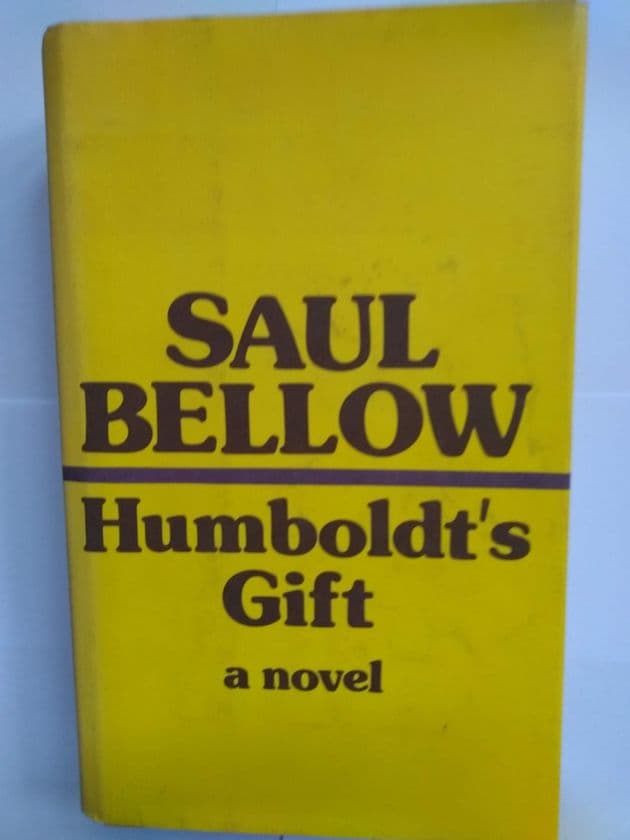 SAUL
BELLOW
Humboldt's
Gift
a novel